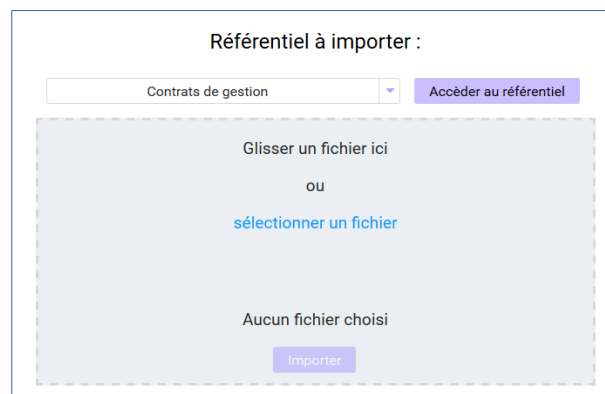 Référentiel à importer :
Contrats de gestion
Accèder au référentiel
Glisser un fichier ici
ou
sélectionner un fichier
Aucun fichier choisi
Importer